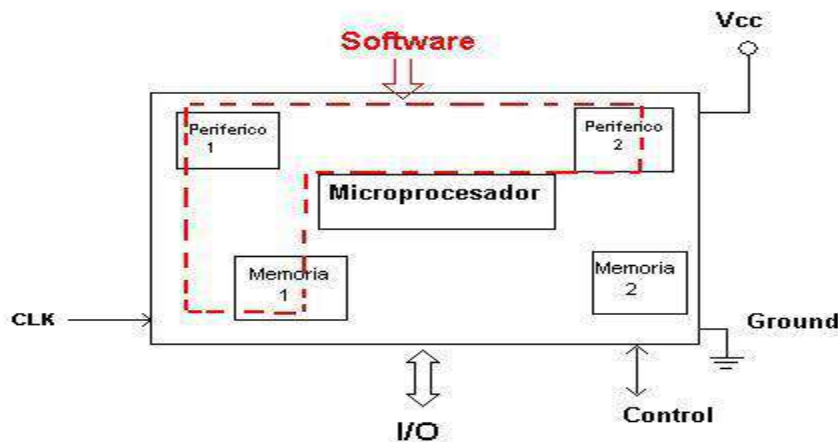 Vcc
Software
Periferico
1
Periferico
2
Microprocesador
Memoria
1
Memoria
2
CLK
Ground
Control
I/O